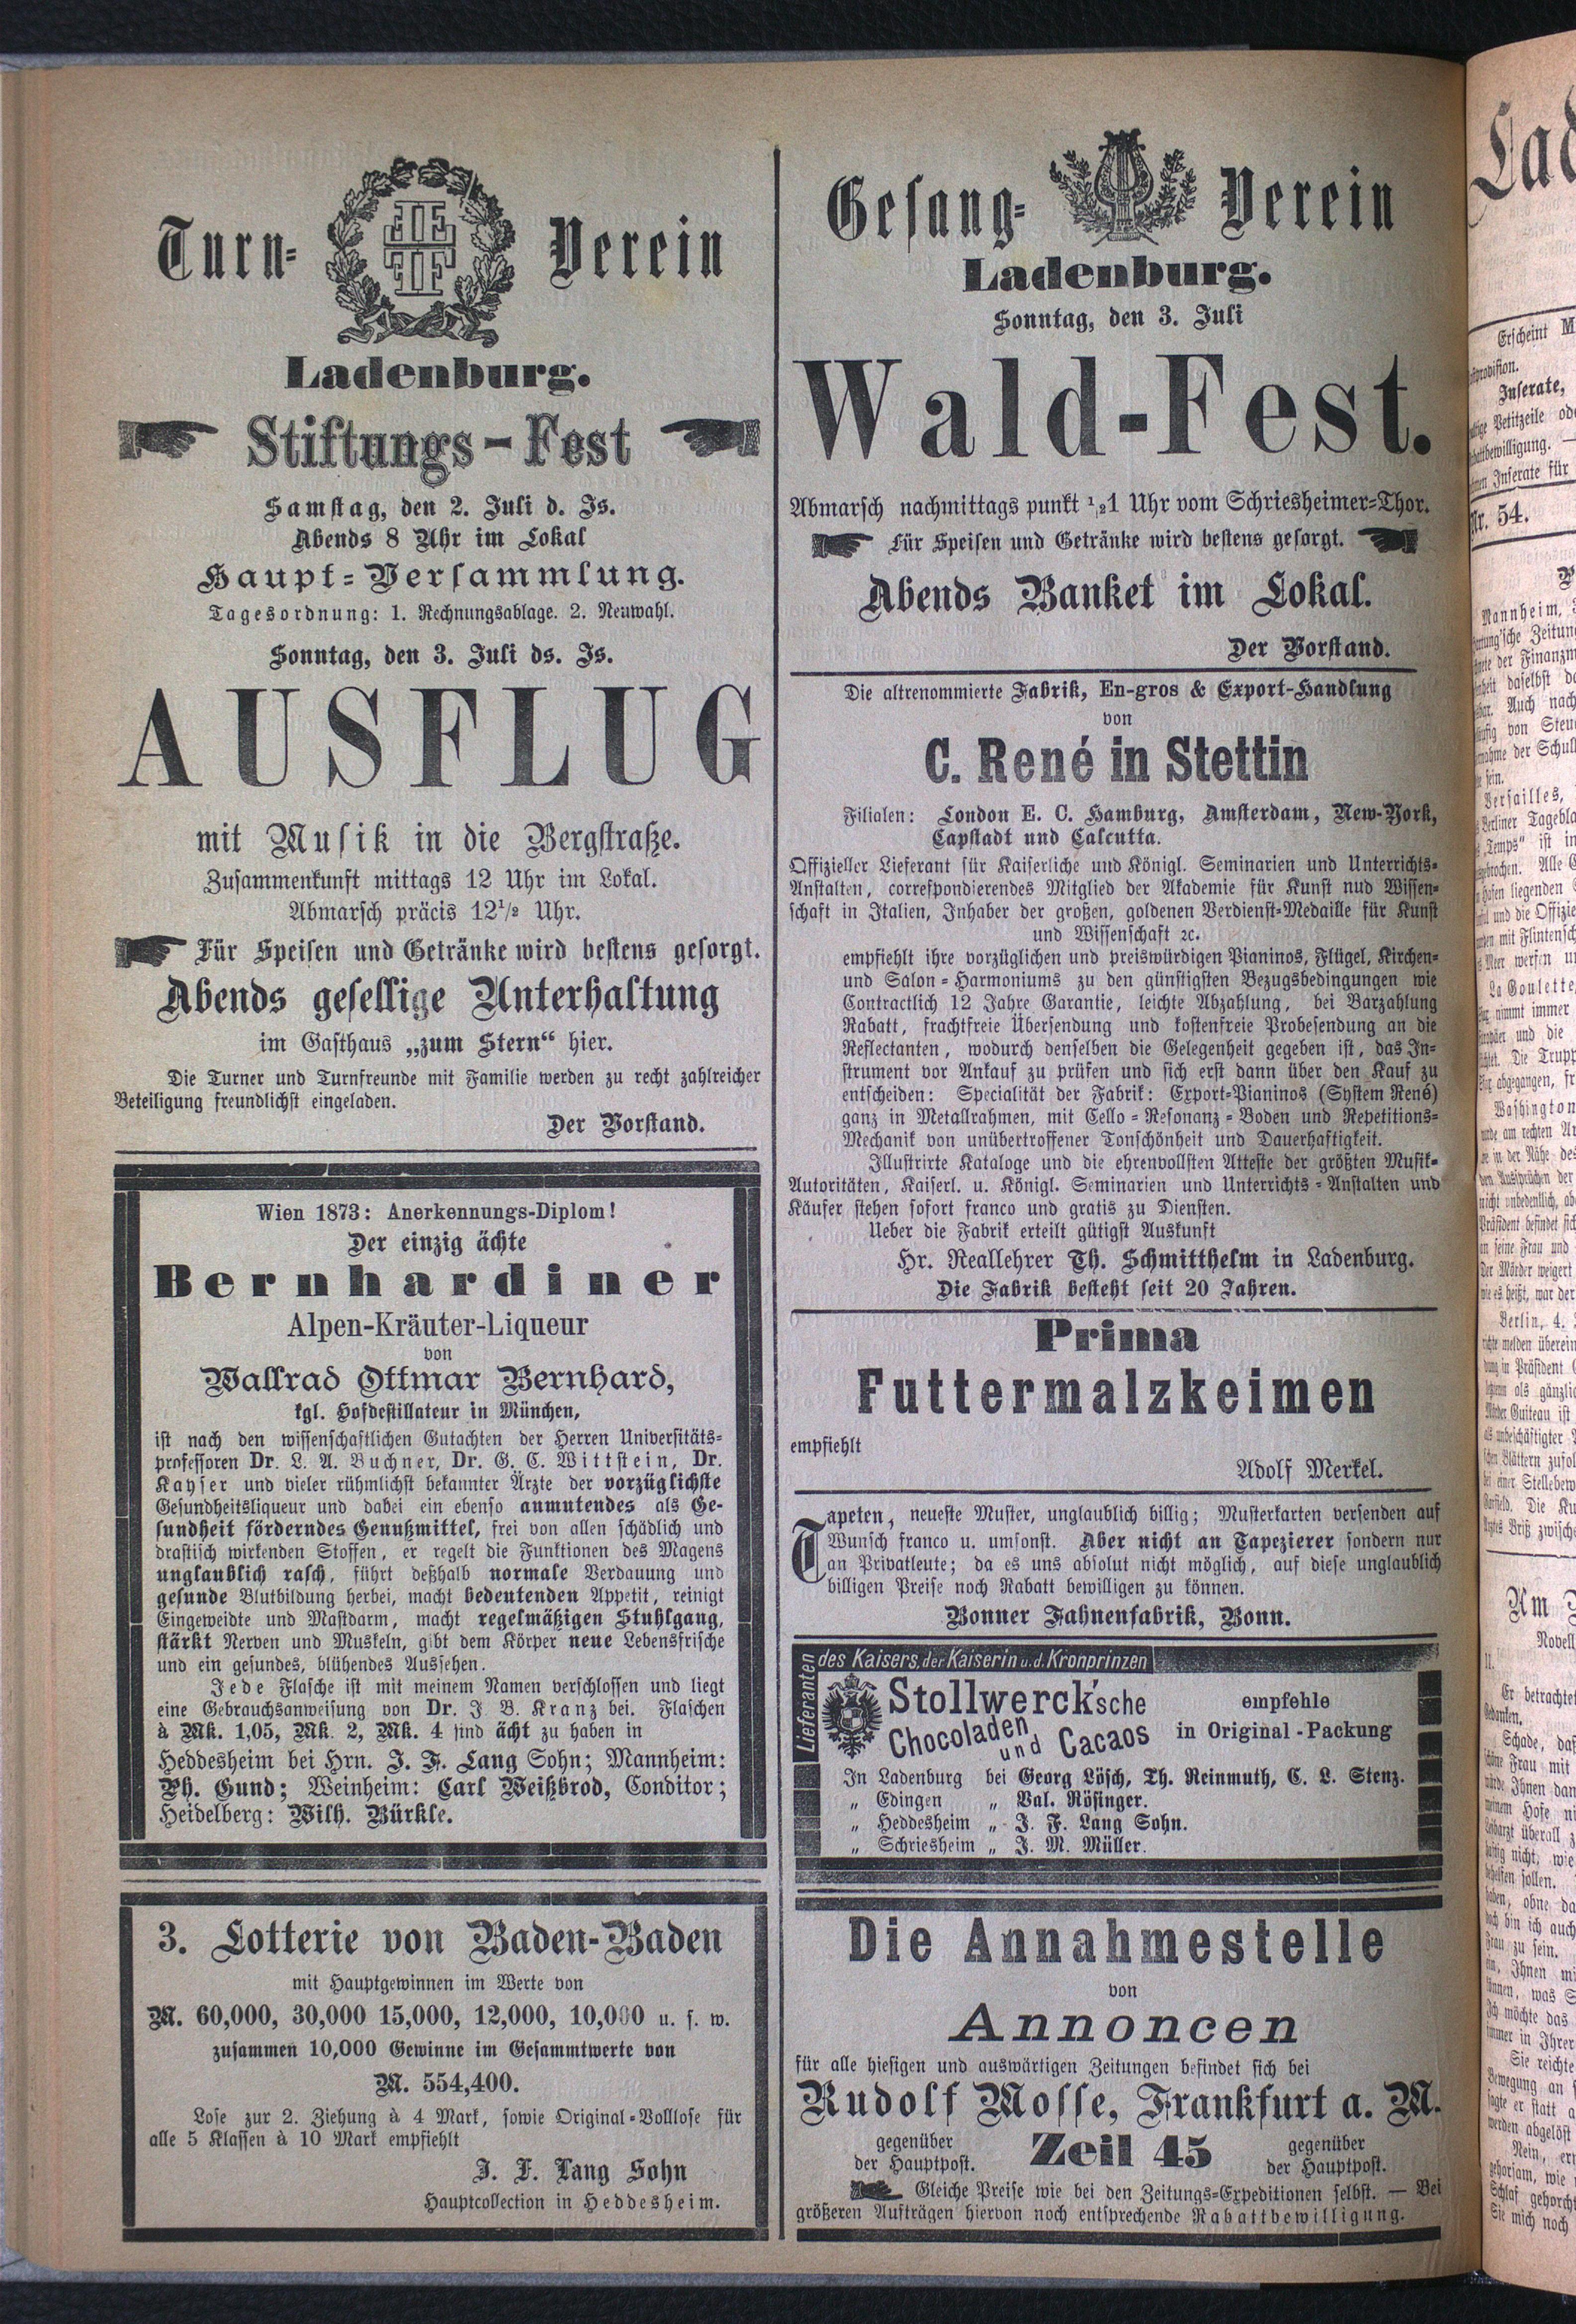 Turn- Verein
Ladenburg.
Stiftungs-Fest
Samstag, den 2. Juli d. Js.
Abends 8 Uhr im Lokal
Haupt-Versammlung.
Tagesordnung: 1. Rechnungsablage. 2. Neuwahl.
Sonntag, den 3. Juli ds. Js.
AUSFLUG
mit Musik in die Bergstraße.
Zusammenkunft mittags 12 Uhr im Lokal.
Abmarsch präcis 12½ Uhr.
Für Speisen und Getränke wird bestens gesorgt.
Abends gesellige Unterhaltung
im Gasthaus „zum Stern“ hier.
Die Turner und Turnfreunde mit Familie werden zu recht zahlreicher
Beteiligung freundlichst eingeladen.
Der Vorstand.
Wien 1873: Anerkennungs-Diplom!
Der einzig ächte
Bernhardiner
Alpen-Kräuter-Liqueur
von
Wallrad Ottmar Bernhard,
kgl. Hofdestillateur in München,
ist nach den wissenschaftlichen Gutachten der Herren Universitäts-
professoren Dr. L. A. Buchner, Dr. G. C. Wittstein, Dr.
Kayser und vieler rühmlichst bekannter Ärzte der vorzüglichste
Gesundheitsliqueur und dabei ein ebenso anmutendes als Ge-
sundheit förderndes Genußmittel, frei von allen schädlich und
drastisch wirkenden Stoffen, er regelt die Funktionen des Magens
unglaublich rasch, führt deßhalb normale Verdauung und
gesunde Blutbildung herbei, macht bedeutenden Appetit, reinigt
Eingeweidte und Mastdarm, macht regelmäßigen Stuhlgang,
stärkt Nerven und Muskeln, gibt dem Körper neue Lebensfrische
und ein gesundes, blühendes Aussehen.
Jede Flasche ist mit meinem Namen verschlossen und liegt
eine Gebrauchsanweisung von Dr. J. B. Kranz bei. Flaschen
à Mk. 1,05, Mk. 2, Mk. 4 sind ächt zu haben in
Heddesheim bei Hrn. J. F. Lang Sohn; Mannheim:
Ph. Gund; Weinheim: Carl Weißbrod, Conditor;
Heidelberg: Wilh. Bürkle.
3. Lotterie von Baden-Baden
mit Hauptgewinnen im Werte von
M. 60,000, 30,000 15,000, 12,000, 10,000 u. s. w.
zusammen 10,000 Gewinne im Gesammtwerte von
M. 554,400.
Lose zur 2. Ziehung à 4 Mark, sowie Original-Volllose für
alle 5 Klassen à 10 Mark empfiehlt
J. F. Lang Sohn
Hauptcollection in Heddesheim.
Gesang- Verein
Ladenburg.
Sonntag, den 3. Juli
Wald-Fest.
Abmarsch nachmittags punkt ½1 Uhr vom Schriesheimer-Thor.
Für Speisen und Getränke wird bestens gesorgt.
Abends Banket im Lokal.
Der Vorstand.
Die altrenommierte Fabrik, En-gros & Export-Handlung
von
C. René in Stettin
Filialen: London E. C. Hamburg, Amsterdam, New-York,
Capstadt und Calcutta.
Offizieller Lieferant für Kaiserliche und Königl. Seminarien und Unterrichts-
Anstalten, correspondierendes Mitglied der Akademie für Kunst nud Wissen-
schaft in Italien, Inhaber der großen, goldenen Verdienst-Medaille für Kunst
und Wissenschaft ꝛc.
empfiehlt ihre vorzüglichen und preiswürdigen Pianinos, Flügel, Kirchen-
und Salon-Harmoniums zu den günstigsten Bezugsbedingungen wie
Contractlich 12 Jahre Garantie, leichte Abzahlung, bei Barzahlung
Rabatt, frachtfreie Übersendung und kostenfreie Probesendung an die
Reflectanten, wodurch denselben die Gelegenheit gegeben ist, das In-
strument vor Ankauf zu prüfen und sich erst dann über den Kauf zu
entscheiden: Specialität der Fabrik: Export-Pianinos (System René)
ganz in Metallrahmen, mit Cello-Resonanz-Boden und Repetitions-
Mechanik von unübertroffener Tonschönheit und Dauerhaftigkeit.
Illustrirte Kataloge und die ehrenvollsten Atteste der größten Musik-
Autoritäten, Kaiserl. u. Königl. Seminarien und Unterrichts-Anstalten und
Käufer stehen sofort franco und gratis zu Diensten.
Ueber die Fabrik erteilt gütigst Auskunft
Hr. Reallehrer Th. Schmitthelm in Ladenburg.
Die Fabrik besteht seit 20 Jahren.
Prima
Futtermalzkeimen
empfiehlt
Adolf Merkel.
Tapeten, neueste Muster, unglaublich billig; Musterkarten versenden auf
Wunsch franco u. umsonst. Aber nicht an Tapezierer sondern nur
an Privatleute; da es uns absolut nicht möglich, auf diese unglaublich
billigen Preise noch Rabatt bewilligen zu können.
Bonner Fahnenfabrik, Bonn.
Lieferanten des Kaisers, der Kaiserin u. d. Kronprinzen
Stollwerck'sche empfehle
Chocoladen und Cacaos in Original-Packung
In Ladenburg bei Georg Lösch, Th. Reinmuth, C. L. Stenz.
„ Edingen „ Val. Rösinger.
„ Heddesheim „ J. F. Lang Sohn.
„ Schriesheim „ J. M. Müller.
Die Annahmestelle
von
Annoncen
für alle hiesigen und auswärtigen Zeitungen befindet sich bei
Rudolf Mosse, Frankfurt a. M.
gegenüber der Hauptpost. Zeil 45 gegenüber der Hauptpost.
Gleiche Preise wie bei den Zeitungs-Expeditionen selbst. — Bei
größeren Aufträgen hiervon noch entsprechende Rabattbewilligung.
Erscheint
Inserate,
Nr. 54.
Mannheim,
Versailles,
La Goulette,
Washington
Berlin, 4.
Am
Er betrachtet
Gedanken.